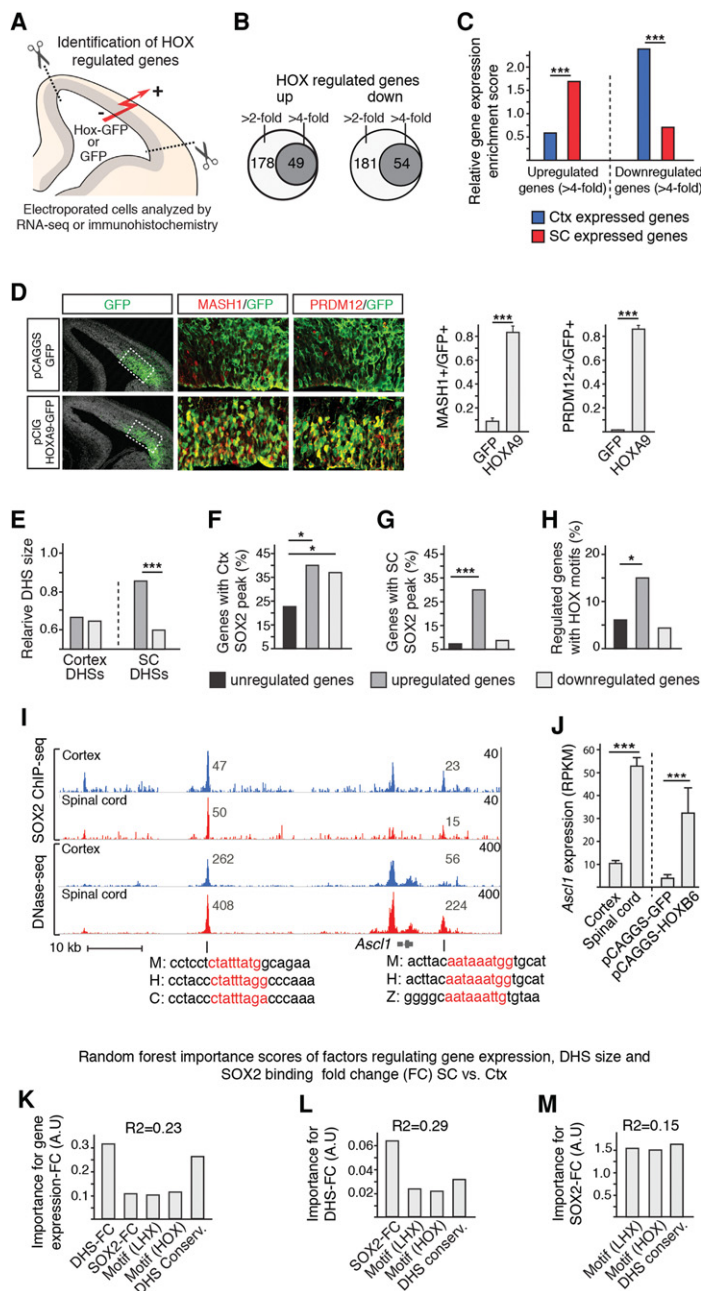 A
Identification of HOX
regulated genes
+
-
Hox-GFP
or
GFP
Electroporated cells analyzed by
RNA-seq or immunohistochemistry
B
HOX regulated genes
up
down
>2-fold
>4-fold
>2-fold
>4-fold
178
49
181
54
C
Relative gene expression
enrichment score
2.0
1.5
1.0
0.5
***
***
Upregulated
genes (>4-fold)
Downregulated
genes (>4-fold)
Ctx expressed genes
SC expressed genes
D
GFP
MASH1/GFP
PRDM12/GFP
pCAGGS
GFP
pCIG
HOXA9-GFP
MASH1+/GFP+
0.8
0.6
0.4
0.2
***
GFP
HOXA9
PRDM12+/GFP+
0.8
0.6
0.4
0.2
***
GFP
HOXA9
E
Relarive DHS size
1.0
0.8
0.6
***
Cortex
DHSs
SC
DHSs
F
Genes with Ctx
SOX2 peak (%)
45
35
25
15
5
*
*
G
Genes with SC
SOX2 peak (%)
45
35
25
15
5
***
H
Regulated genes
with HOX motifs (%)
20
10
0
*
unregulated genes
upregulated genes
downregulated genes
I
SOX2 ChIP-seq
Cortex
47
23
40
Spinal cord
50
15
40
DNase-seq
Cortex
262
56
400
Spinal cord
408
224
400
10 kb
Ascl1
M: cctcctctatttatggcagaa
H: cctaccctatttaggcccaaa
C: cctaccctatttagacccaaa
M: acttacaataaatggtgcat
H: acttacaataaatggtgcat
Z: ggggcaataaattgtgtaa
J
Ascl1 expression (RPKM)
60
50
40
30
20
10
***
***
Cortex
Spinal cord
pCAGGS-GFP
pCAGGS-HOXB6
Random forest importance scores of factors regulating gene expression, DHS size and
SOX2 binding fold change (FC) SC vs. Ctx
K
R2=0.23
Importance for gene
expression-FC (A.U)
0.3
0.2
0.1
0
DHS-FC
SOX2-FC
Motif (LHX)
Motif (HOX)
DHS Conserv.
L
R2=0.29
Importance for
DHS-FC (A.U)
0.06
0.04
0.02
SOX2-FC
Motif (LHX)
Motif (HOX)
DHS conserv.
M
R2=0.15
Importance for
SOX2-FC (A.U)
1.5
0.5
0
Motif (LHX)
Motif (HOX)
DHS conserv.